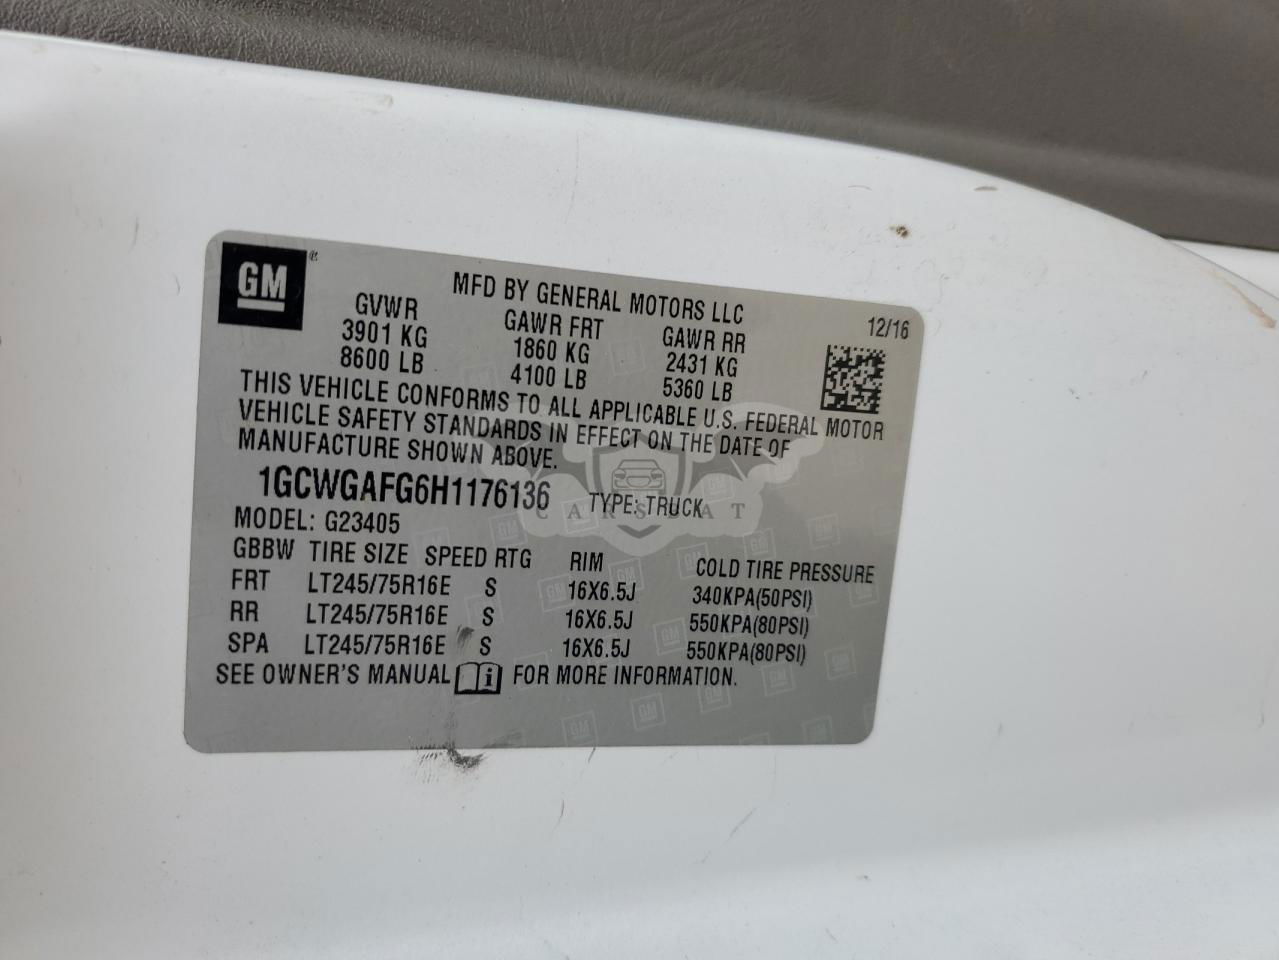 GM
MFD BY GENERAL MOTORS LLC
12/16
GVWR GAWR FRT GAWR RR
3901 KG 1860 KG 2431 KG
8600 LB 4100 LB 5360 LB
THIS VEHICLE CONFORMS TO ALL APPLICABLE U.S. FEDERAL MOTOR
VEHICLE SAFETY STANDARDS IN EFFECT ON THE DATE OF
MANUFACTURE SHOWN ABOVE.
1GCWGAFG6H1176136 TYPE: TRUCK
CARSBAT
MODEL: G23405
GBBW TIRE SIZE SPEED RTG RIM COLD TIRE PRESSURE
FRT LT245/75R16E S 16X6.5J 340KPA(50PSI)
RR LT245/75R16E S 16X6.5J 550KPA(80PSI)
SPA LT245/75R16E S 16X6.5J 550KPA(80PSI)
SEE OWNER'S MANUAL i FOR MORE INFORMATION.